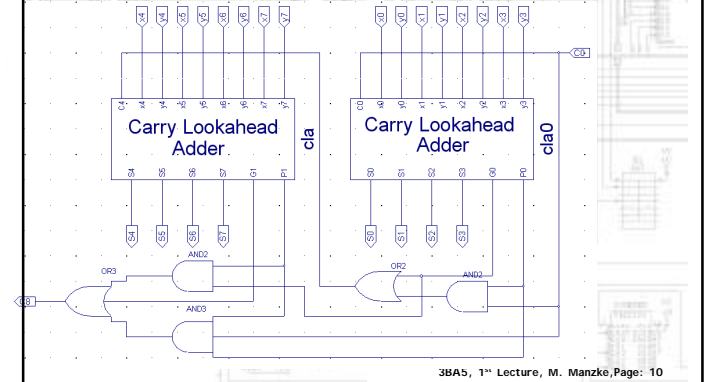 x4 y4 x5 y5 x6 y6 x7 y7 x0 y0 x1 y1 x2 y2 x3 y3
C0
C4 x4 y4 x5 y5 x6 y6 x7 y7 C0 x0 y0 x1 y1 x2 y2 x3 y3
Carry Lookahead
Adder
cla
Carry Lookahead
Adder
cla0
S4 S5 S6 S7 G1 P1 S0 S1 S2 S3 G0 P0
S4 S5 S6 S7 S0 S1 S2 S3
AND2
OR3
OR2
AND2
C8
AND3
3BA5, 1st Lecture, M. Manzke,Page: 10